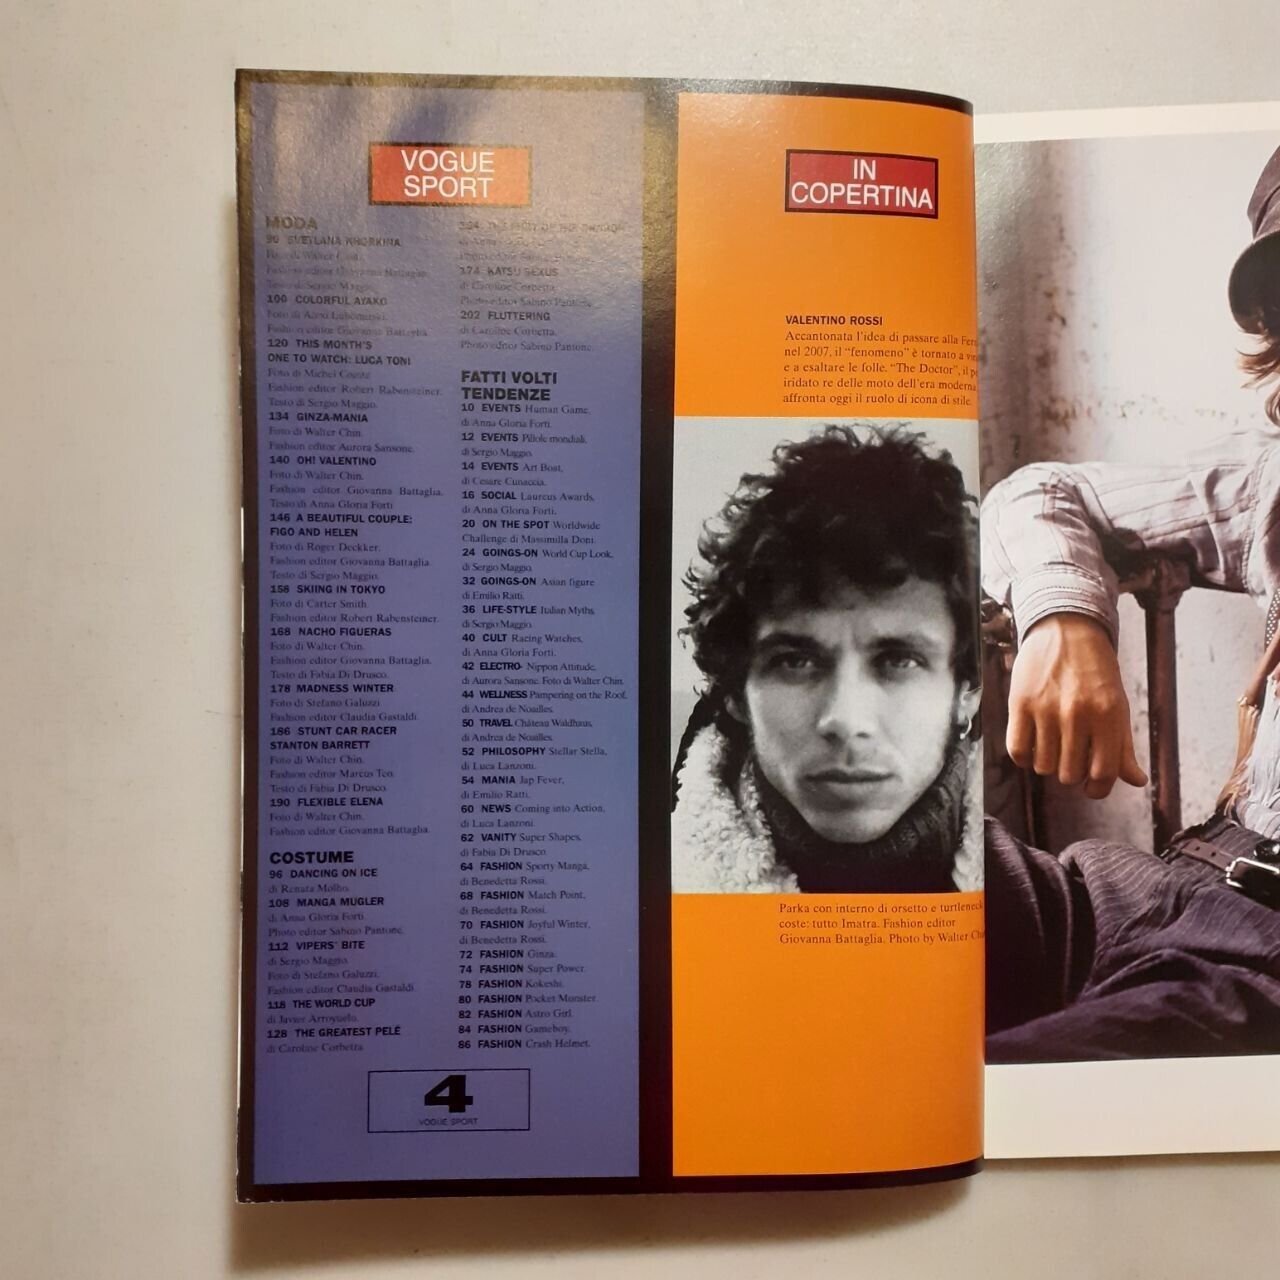 VOGUE
SPORT
MODA
90 SVETLANA KHORKINA
Foto di Walter Chin.
Fashion editor Giovanna Battaglia.
Testo di Sergio Maggio.
100 COLORFUL AYAKO
Foto di Alexi Lubomirski.
Fashion editor Giovanna Battaglia.
120 THIS MONTH'S
ONE TO WATCH: LUCA TONI
Foto di Michel Comte.
Fashion editor Robert Rabensteiner.
Testo di Sergio Maggio.
134 GINZA-MANIA
Foto di Walter Chin.
Fashion editor Aurora Sansone.
140 OH! VALENTINO
Foto di Walter Chin.
Fashion editor Giovanna Battaglia.
Testo di Anna Gloria Forti
146 A BEAUTIFUL COUPLE:
FIGO AND HELEN
Foto di Roger Deckker.
Fashion editor Giovanna Battaglia.
Testo di Sergio Maggio.
158 SKIING IN TOKYO
Foto di Carter Smith.
Fashion editor Robert Rabensteiner.
168 NACHO FIGUERAS
Foto di Walter Chin.
Fashion editor Giovanna Battaglia.
Testo di Fabia Di Drusco.
178 MADNESS WINTER
Foto di Stefano Galuzzi
Fashion editor Claudia Gastaldi.
186 STUNT CAR RACER
STANTON BARRETT
Foto di Walter Chin.
Fashion editor Marcus Teo.
Testo di Fabia Di Drusco.
190 FLEXIBLE ELENA
Foto di Walter Chin.
Fashion editor Giovanna Battaglia.
COSTUME
96 DANCING ON ICE
di Renata Molho.
108 MANGA MUGLER
di Anna Gloria Forti.
Photo editor Sabino Pantone.
112 VIPERS' BITE
di Sergio Maggio.
Foto di Stefano Galuzzi.
Fashion editor Claudia Gastaldi.
118 THE WORLD CUP
di Javier Arroyuelo.
128 THE GREATEST PELÉ
di Caroline Corbetta.
di Anna
Photo editor Sabino
174 KATSU SEXUS
di Caroline Corbetta.
Photo editor Sabino Pantone.
202 FLUTTERING
di Caroline Corbetta.
Photo editor Sabino Pantone.
FATTI VOLTI
TENDENZE
10 EVENTS Human Game,
di Anna Gloria Forti.
12 EVENTS Pillole mondiali,
di Sergio Maggio.
14 EVENTS Art Boat,
di Cesare Cunaccia.
16 SOCIAL Laureus Awards,
di Anna Gloria Forti.
20 ON THE SPOT Worldwide
Challenge di Massimilla Doni.
24 GOINGS-ON World Cup Look,
di Sergio Maggio.
32 GOINGS-ON Asian figure
di Emilio Ratti.
36 LIFE-STYLE Italian Myths,
di Sergio Maggio.
40 CULT Racing Watches,
di Anna Gloria Forti.
42 ELECTRO- Nippon Attitude,
di Aurora Sansone. Foto di Walter Chin.
44 WELLNESS Pampering on the Roof,
di Andrea de Noailles.
50 TRAVEL Château Waldhaus,
di Andrea de Noailles.
52 PHILOSOPHY Stellar Stella,
di Luca Lanzoni.
54 MANIA Jap Fever,
di Emilio Ratti.
60 NEWS Coming into Action,
di Luca Lanzoni.
62 VANITY Super Shapes,
di Fabia Di Drusco.
64 FASHION Sporty Manga,
di Benedetta Rossi.
68 FASHION Match Point,
di Benedetta Rossi.
70 FASHION Joyful Winter,
di Benedetta Rossi.
72 FASHION Ginza.
74 FASHION Super Power.
78 FASHION Kokeshi.
80 FASHION Pocket Monster.
82 FASHION Astro Girl.
84 FASHION Gameboy.
86 FASHION Crash Helmet.
4
VOGUE SPORT
IN
COPERTINA
VALENTINO ROSSI
Accantonata l'idea di passare alla
nel 2007, il "fenomeno" è tornato a
e a esaltare le folle. "The Doctor", il
iridato re delle moto dell'era moderna,
affronta oggi il ruolo di icona di stile.
Parka con interno di orsetto e turtleneck
coste: tutto Imatra. Fashion editor
Giovanna Battaglia. Photo by Walter